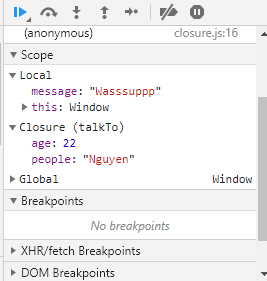 (anonymous) closure.js:16
Scope
Local
message: "Wasssuppp"
this: Window
Closure (talkTo)
age: 22
people: "Nguyen"
Global Window
Breakpoints
No breakpoints
XHR/fetch Breakpoints
DOM Breakpoints